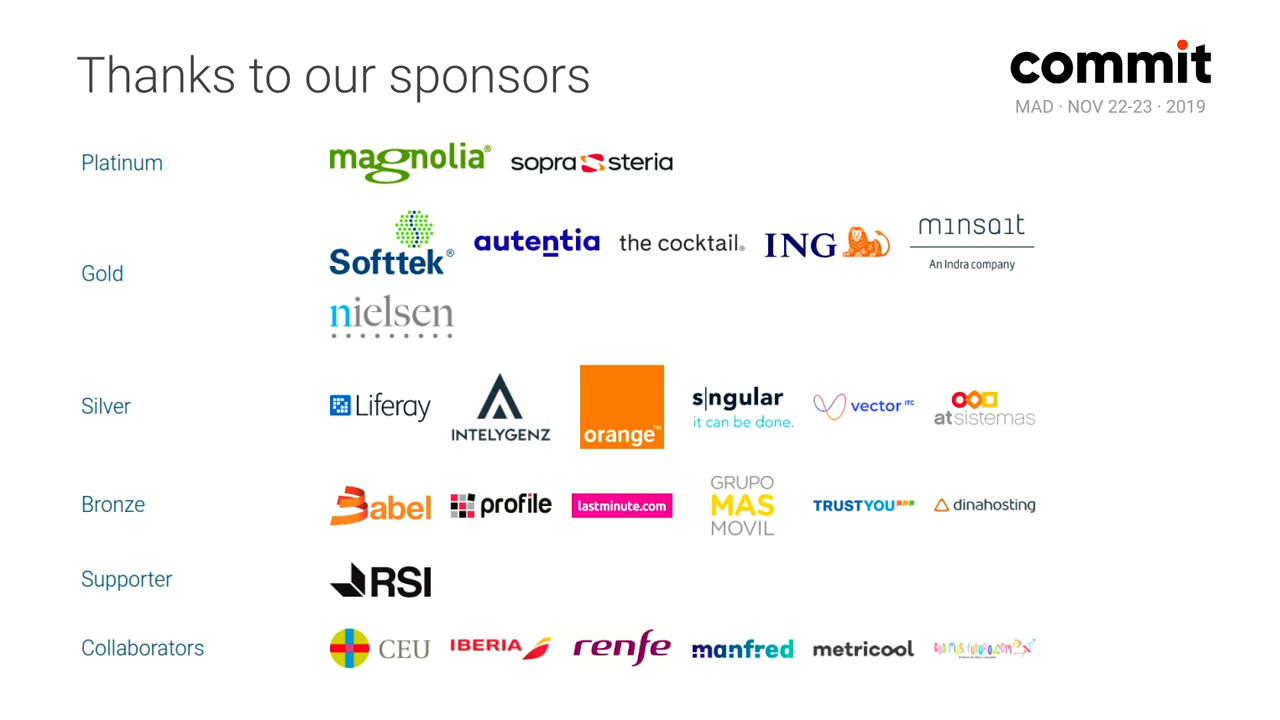 Thanks to our sponsors
commit
MAD · NOV 22-23 · 2019
Platinum
magnolia®
sopra steria
Gold
Softtek®
autentia
the cocktail®
ING
minsait
An Indra company
nielsen
Silver
Liferay
INTELYGENZ
orange™
s|ngular
it can be done.
vector ITC
atsistemas
Bronze
Babel
profile
lastminute.com
GRUPO
MAS
MOVIL
TRUSTYOU
dinahosting
Supporter
RSI
Collaborators
CEU
IBERIA
renfe
manfred
metricool